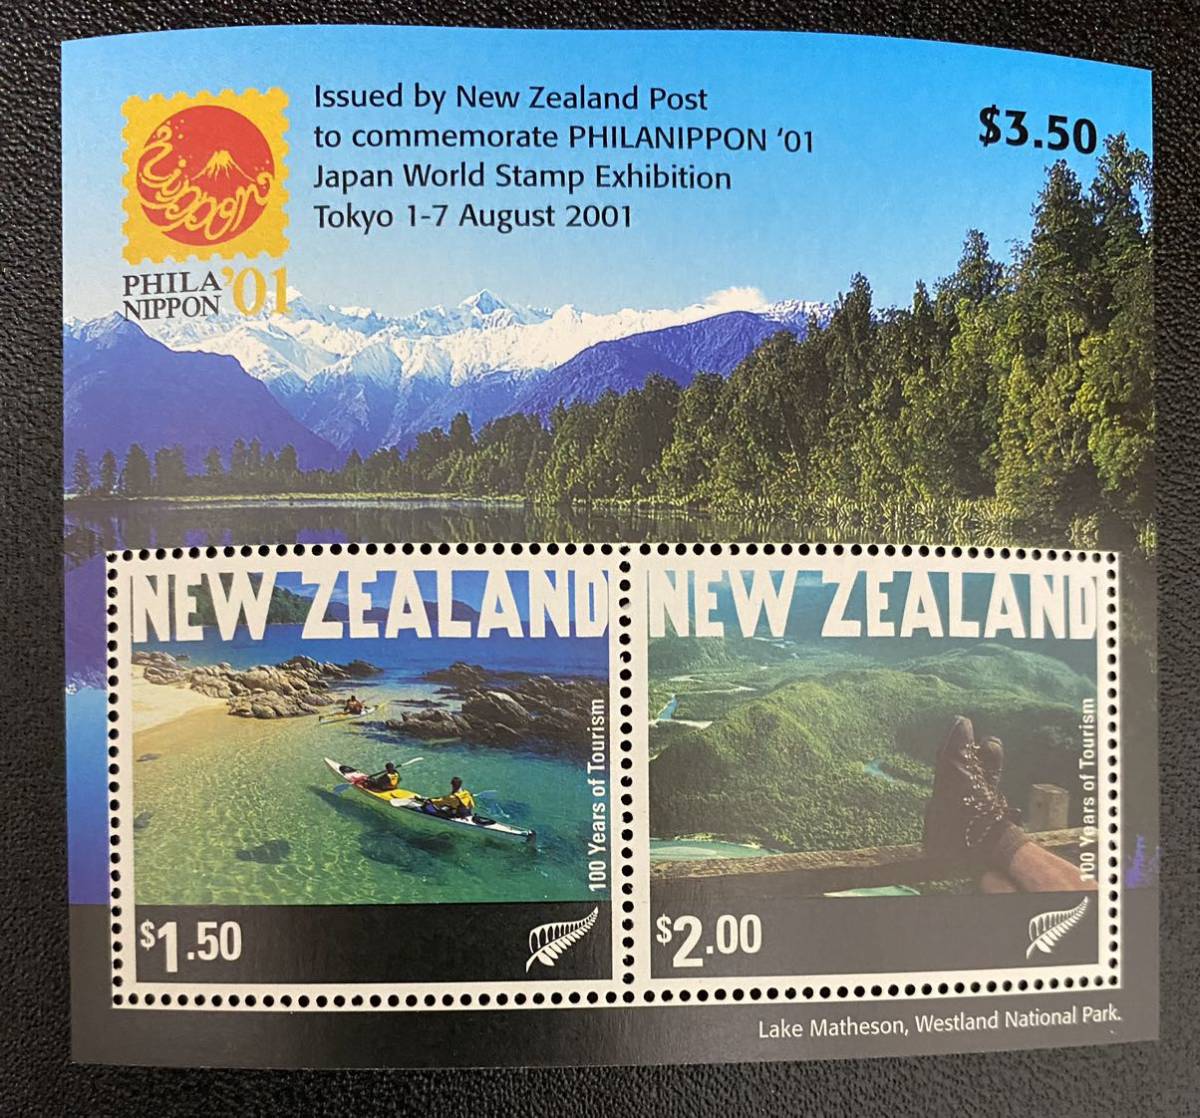 Issued by New Zealand Post
to commemorate PHILANIPPON '01
Japan World Stamp Exhibition
Tokyo 1-7 August 2001
$3.50
nippon
PHILA
NIPPON '01
NEW ZEALAND
100 Years of Tourism
$1.50
NEW ZEALAND
100 Years of Tourism
$2.00
Lake Matheson, Westland National Park.